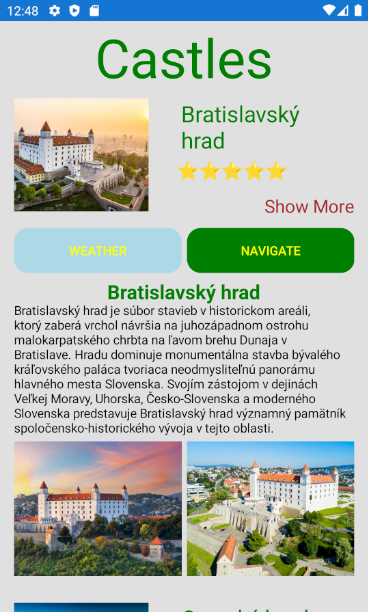 12:48
Castles
Bratislavský
hrad
Show More
WEATHER
NAVIGATE
Bratislavský hrad
Bratislavský hrad je súbor stavieb v historickom areáli,
ktorý zaberá vrchol návršia na juhozápadnom ostrohu
malokarpatského chrbta na ľavom brehu Dunaja v
Bratislave. Hradu dominuje monumentálna stavba bývalého
kráľovského paláca tvoriaca neodmysliteľnú panorámu
hlavného mesta Slovenska. Svojím zástojom v dejinách
Veľkej Moravy, Uhorska, Česko-Slovenska a moderného
Slovenska predstavuje Bratislavský hrad významný pamätník
spoločensko-historického vývoja v tejto oblasti.